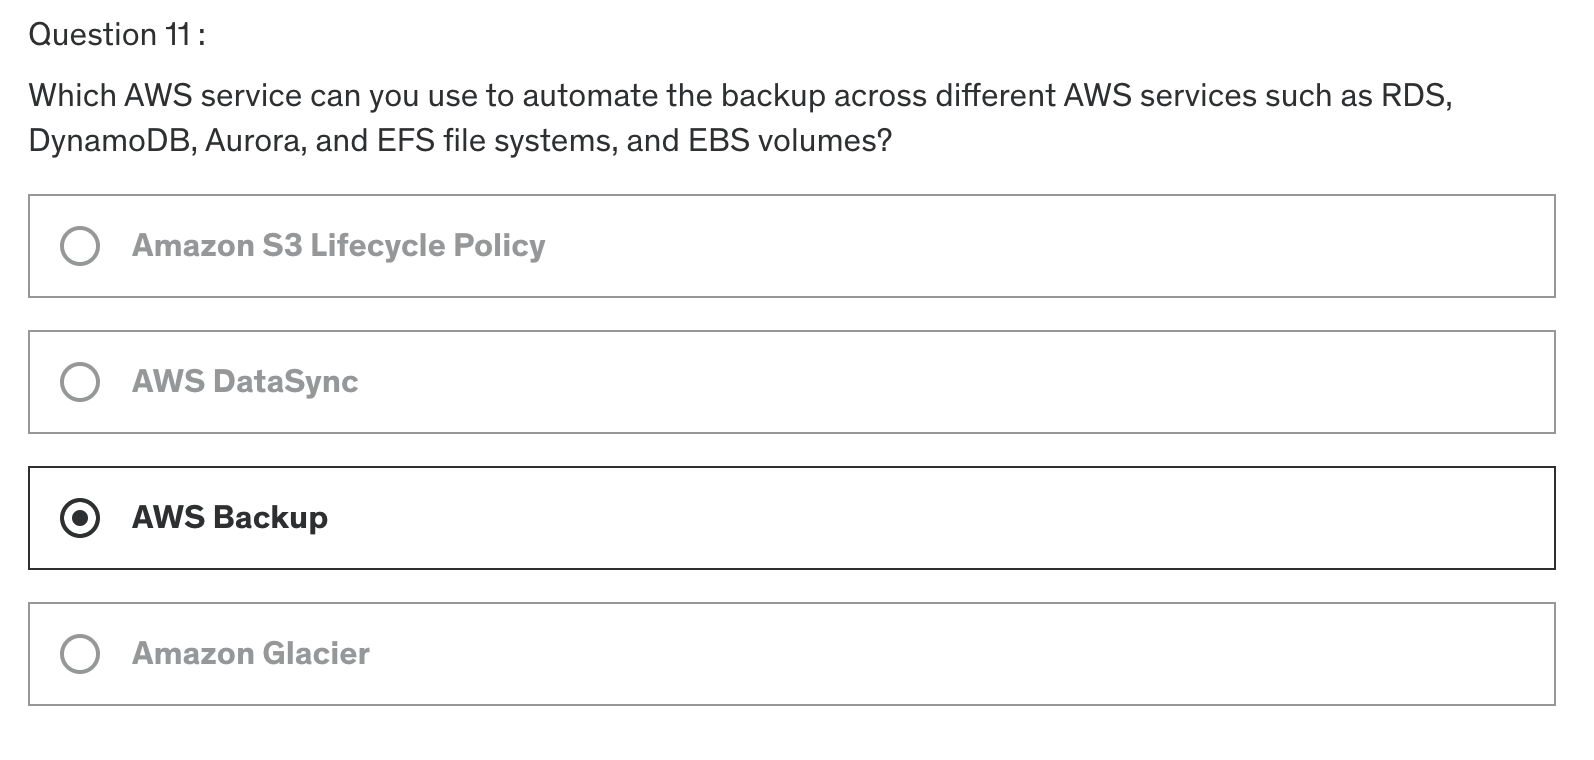 Question 11 :
Which AWS service can you use to automate the backup across different AWS services such as RDS,
DynamoDB, Aurora, and EFS file systems, and EBS volumes?
Amazon S3 Lifecycle Policy
AWS DataSync
AWS Backup
Amazon Glacier